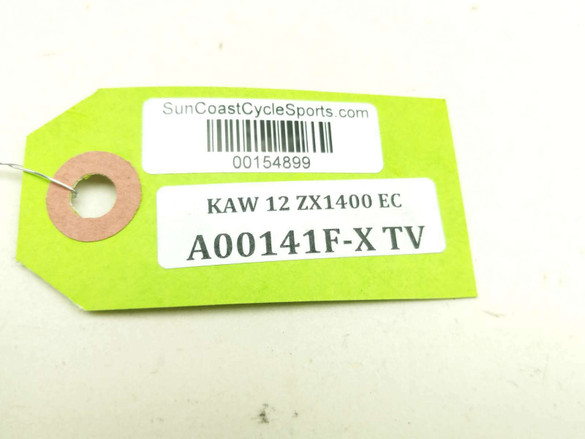 SunCoastCycleSports.com
00154899
KAW 12 ZX1400 EC
A00141F-X TV